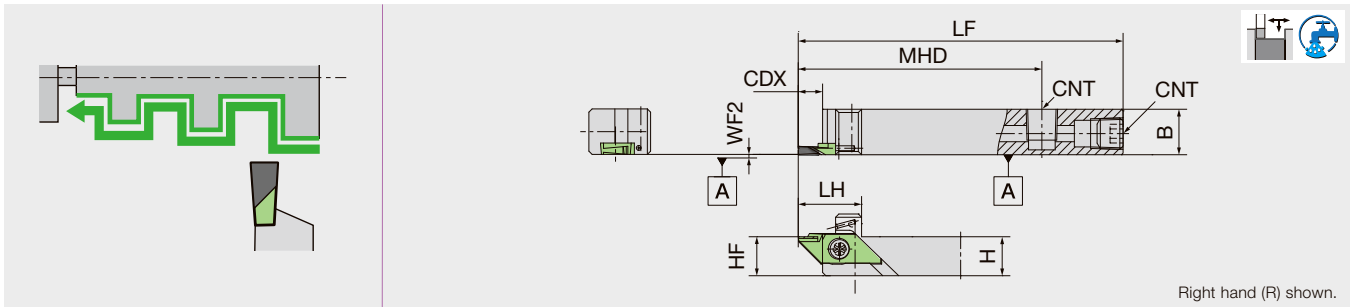 LF
MHD
CDX
CNT
CNT
WF2
B
A
A
LH
HF
H
Right hand (R) shown.